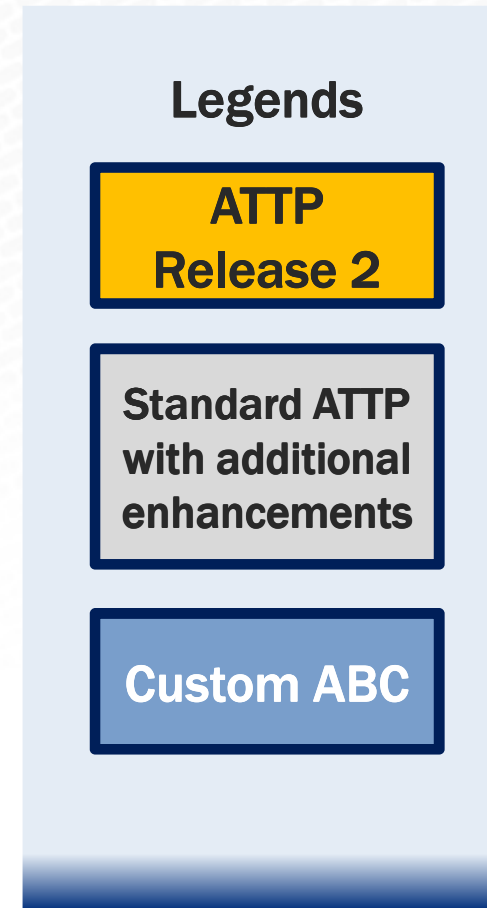 Legends
ATTP
Release 2
Standard ATTP
with additional
enhancements
Custom ABC